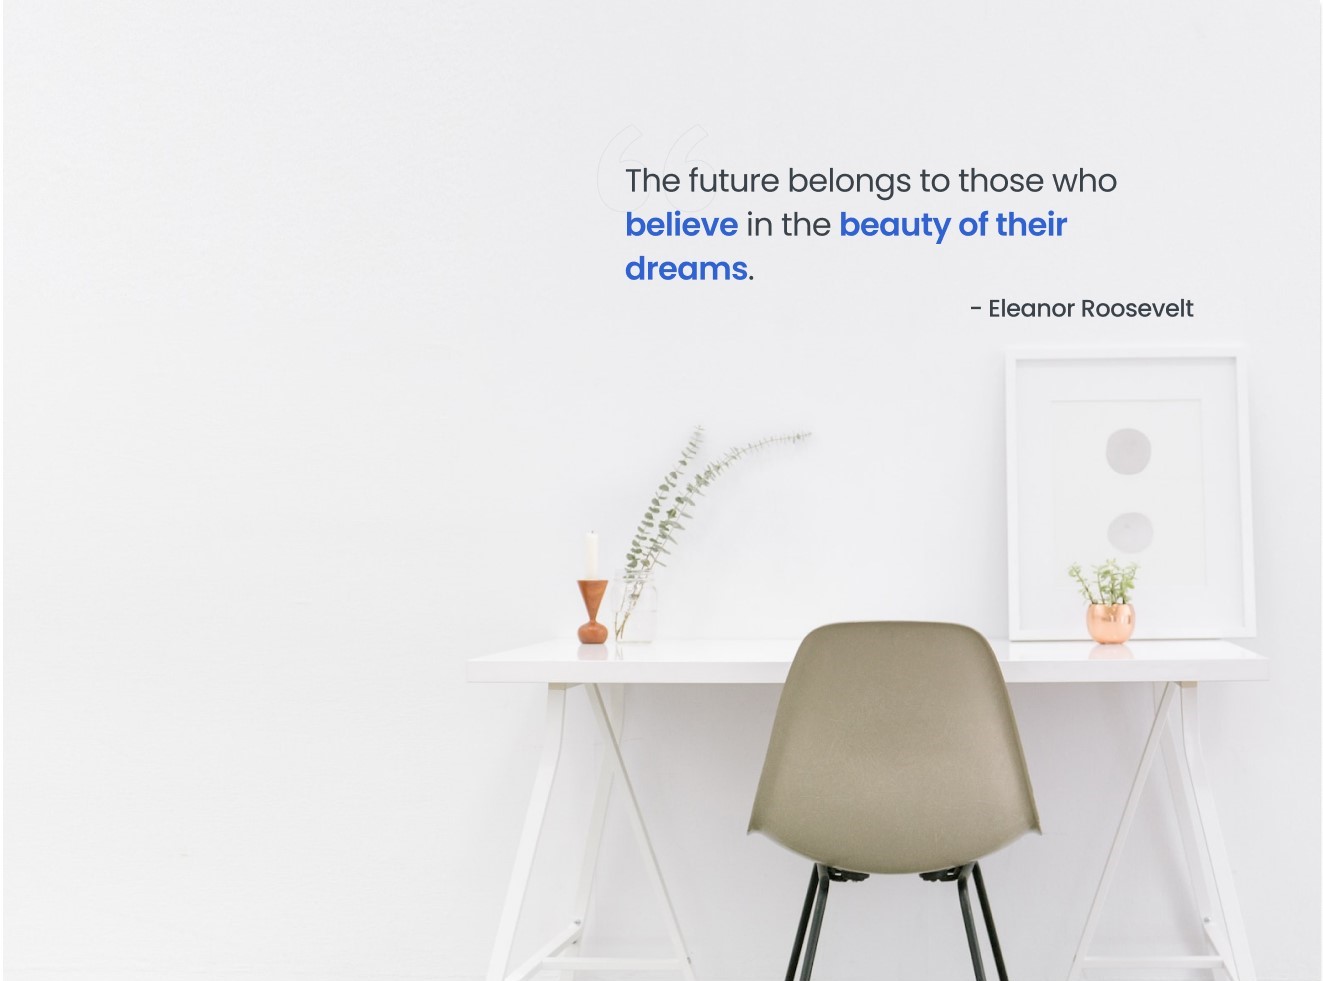 “
The future belongs to those who
believe in the beauty of their
dreams.
- Eleanor Roosevelt